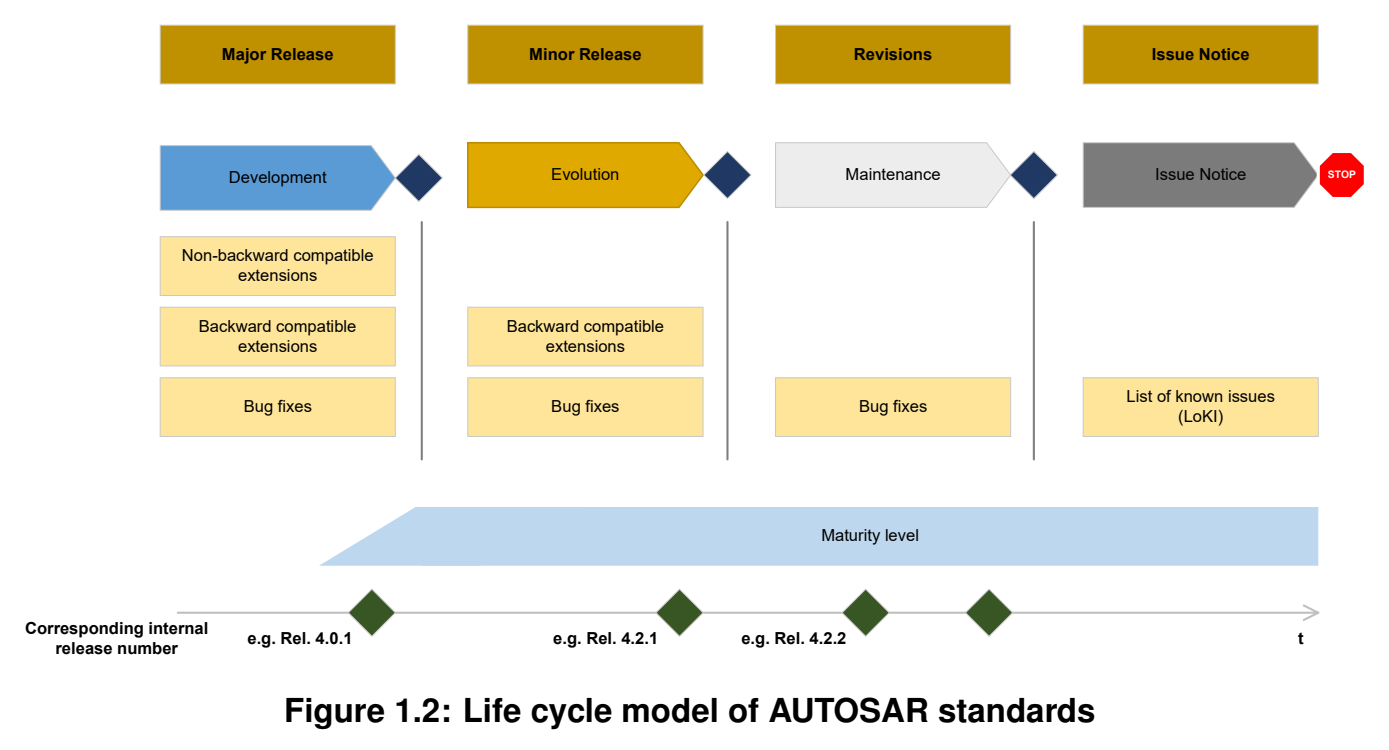 Major Release
Minor Release
Revisions
Issue Notice
Development
Evolution
Maintenance
Issue Notice
STOP
Non-backward compatible
extensions
Backward compatible
extensions
Backward compatible
extensions
Bug fixes
Bug fixes
Bug fixes
List of known issues
(LoKI)
Maturity level
Corresponding internal
release number
e.g. Rel. 4.0.1
e.g. Rel. 4.2.1
e.g. Rel. 4.2.2
t
Figure 1.2: Life cycle model of AUTOSAR standards